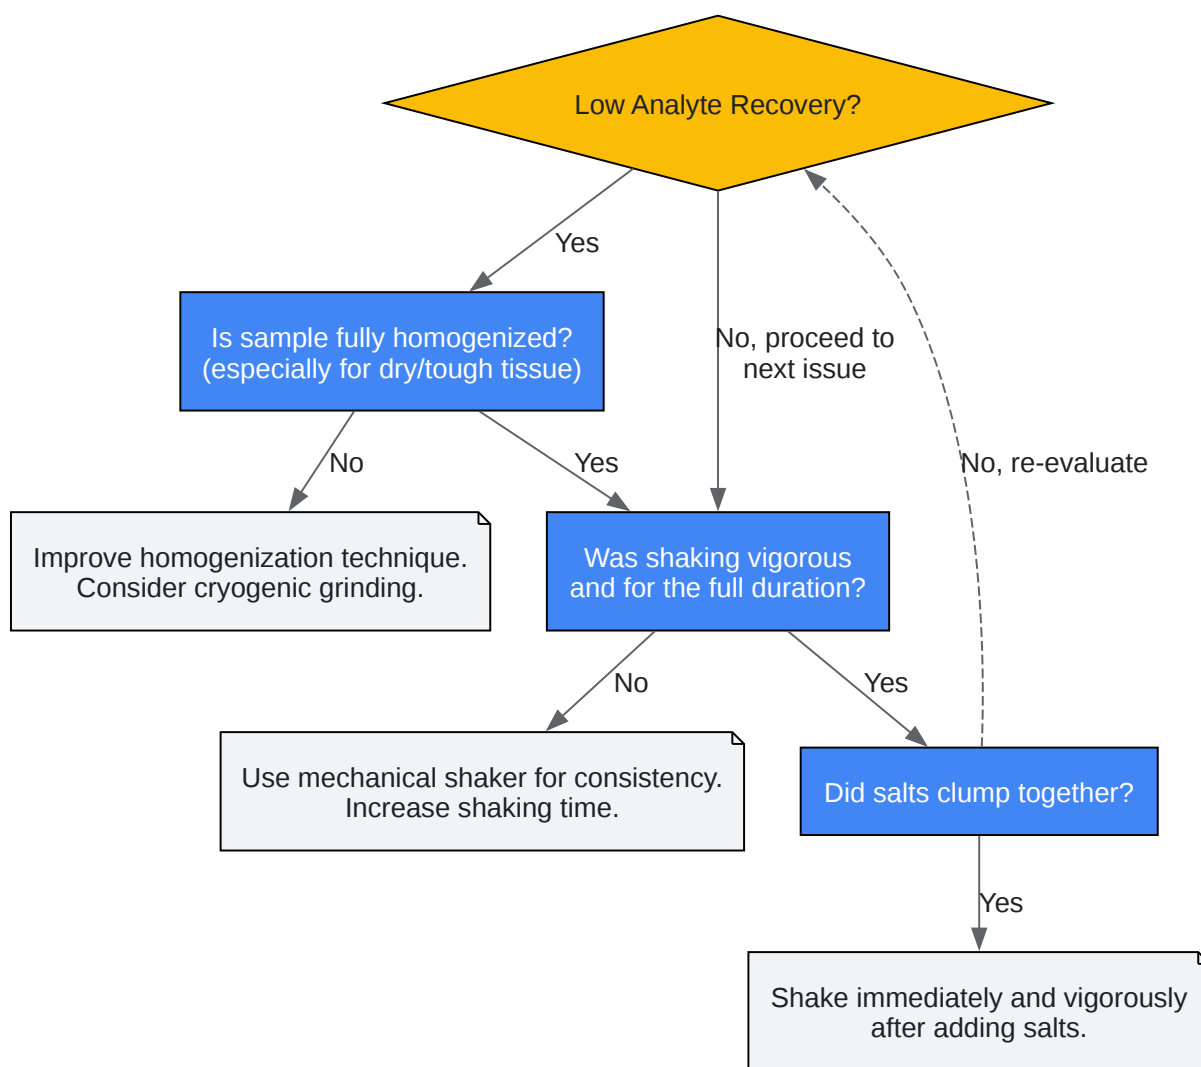 Low Analyte Recovery?
Yes
Is sample fully homogenized?
(especially for dry/tough tissue)
No, proceed to
next issue
No
Yes
No, re-evaluate
Improve homogenization technique.
Consider cryogenic grinding.
Was shaking vigorous
and for the full duration?
No
Yes
Use mechanical shaker for consistency.
Increase shaking time.
Did salts clump together?
Yes
Shake immediately and vigorously
after adding salts.